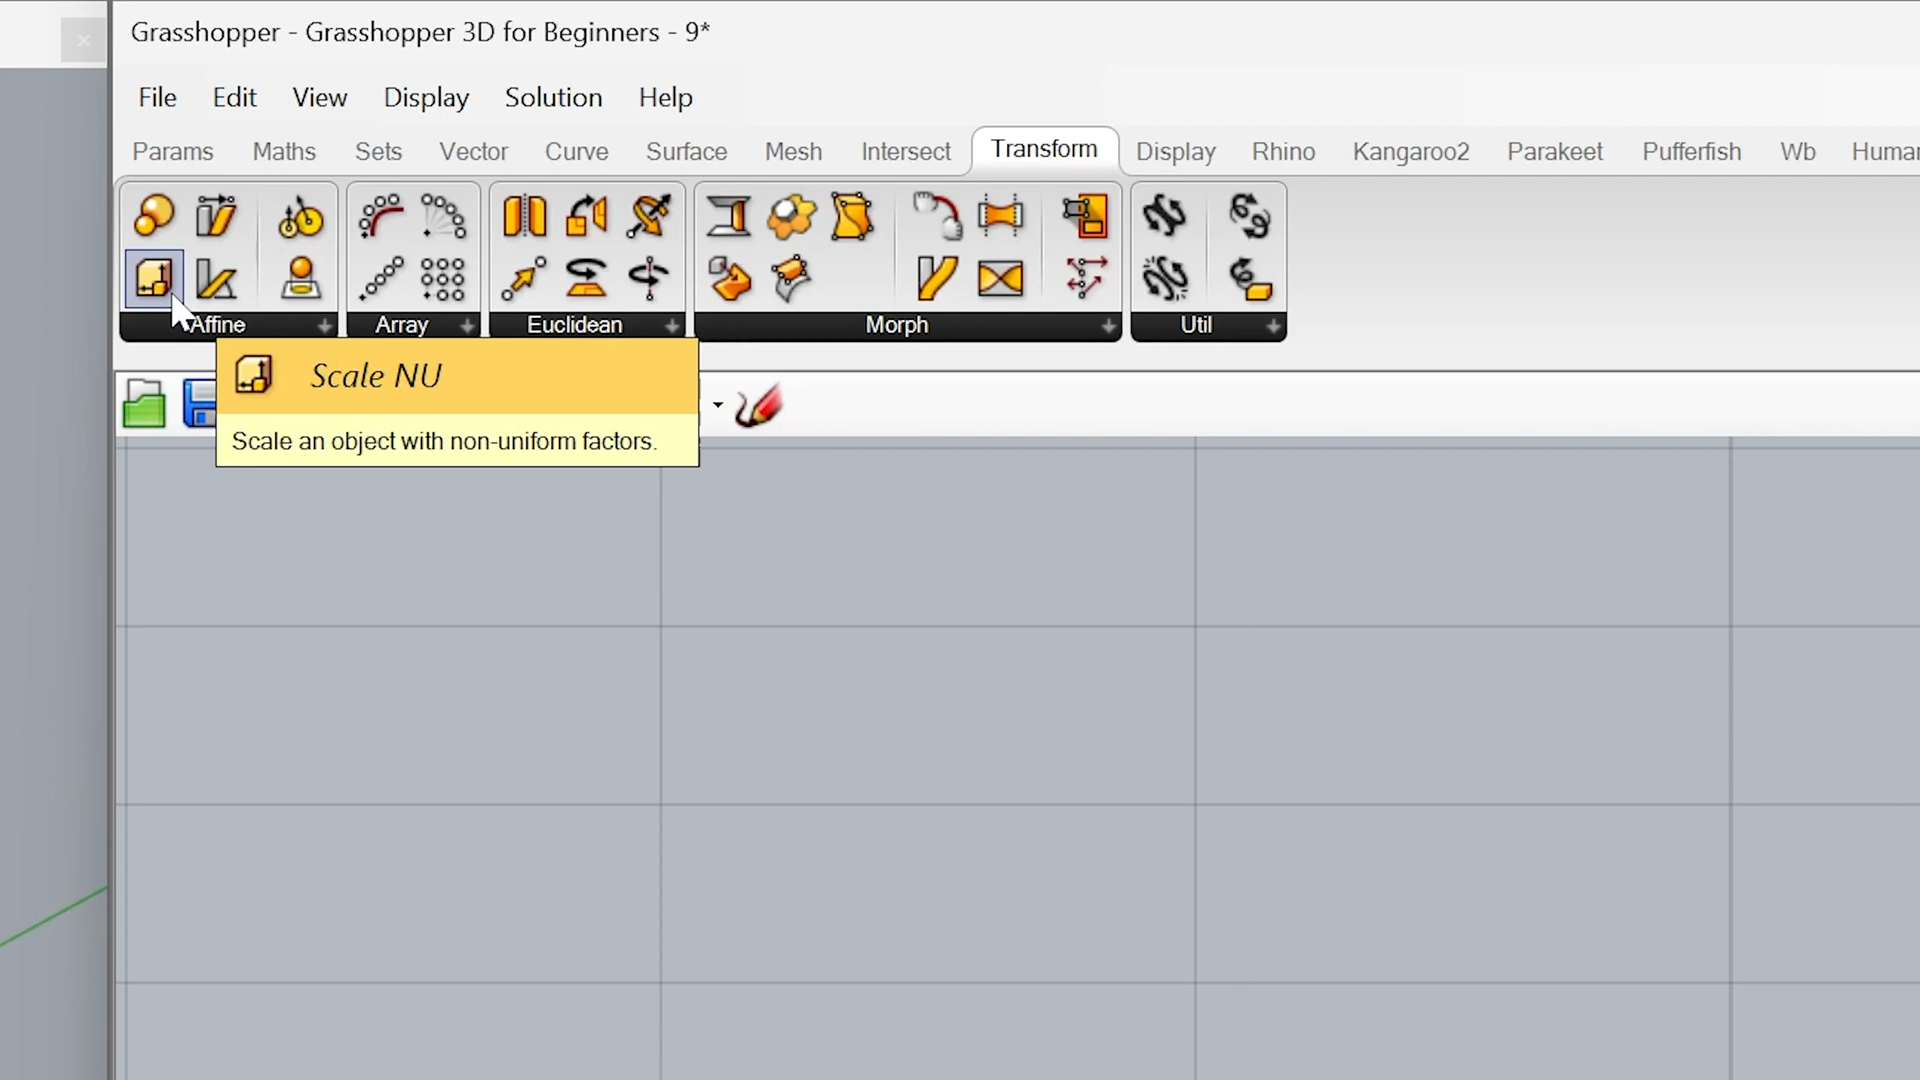 Grasshopper - Grasshopper 3D for Beginners - 9*
File Edit View Display Solution Help
Params Maths Sets Vector Curve Surface Mesh Intersect Transform Display Rhino Kangaroo2 Parakeet Pufferfish Wb Human
Affine Array Euclidean Morph Util
Scale NU
Scale an object with non-uniform factors.